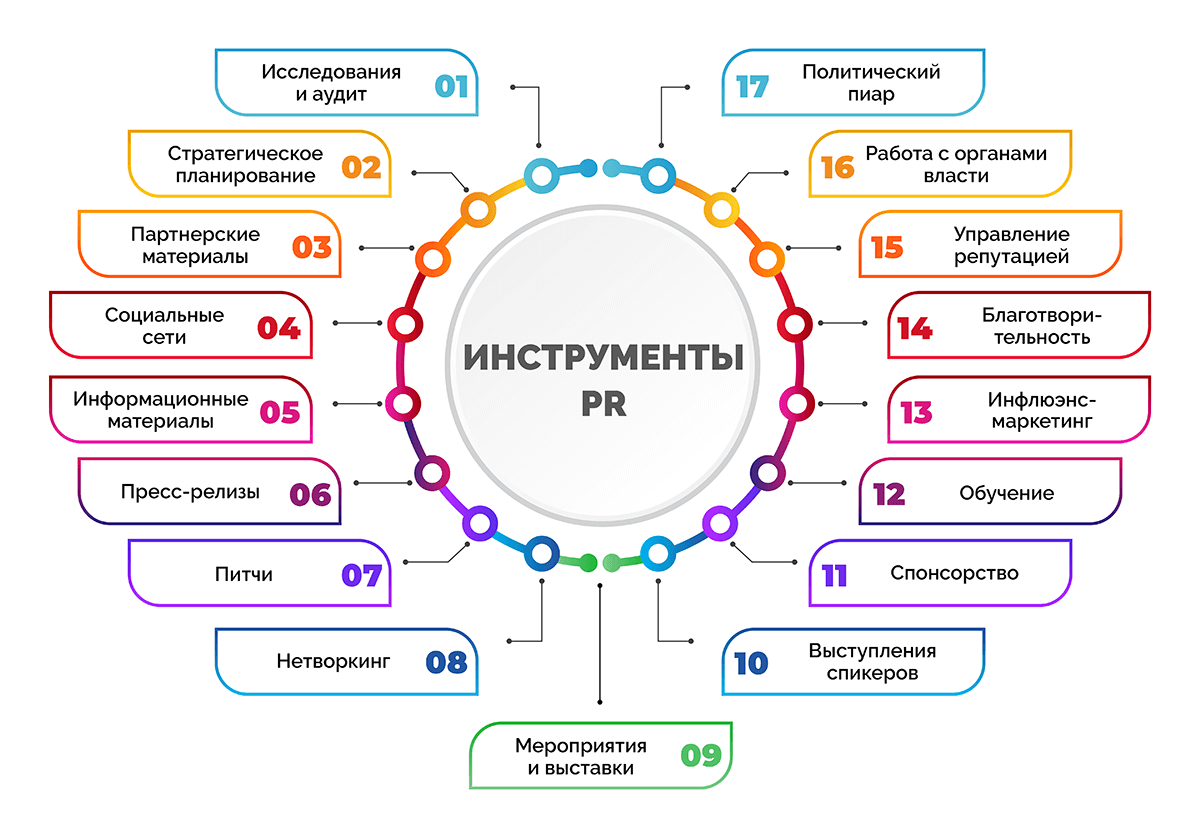 ИНСТРУМЕНТЫ
PR
Исследования
и аудит
01
Стратегическое
планирование
02
Партнерские
материалы
03
Социальные
сети
04
Информационные
материалы
05
Пресс-релизы
06
Питчи
07
Нетворкинг
08
Мероприятия
и выставки
09
10
Выступления
спикеров
11
Спонсорство
12
Обучение
13
Инфлюэнс-
маркетинг
14
Благотвори-
тельность
15
Управление
репутацией
16
Работа с органами
власти
17
Политический
пиар